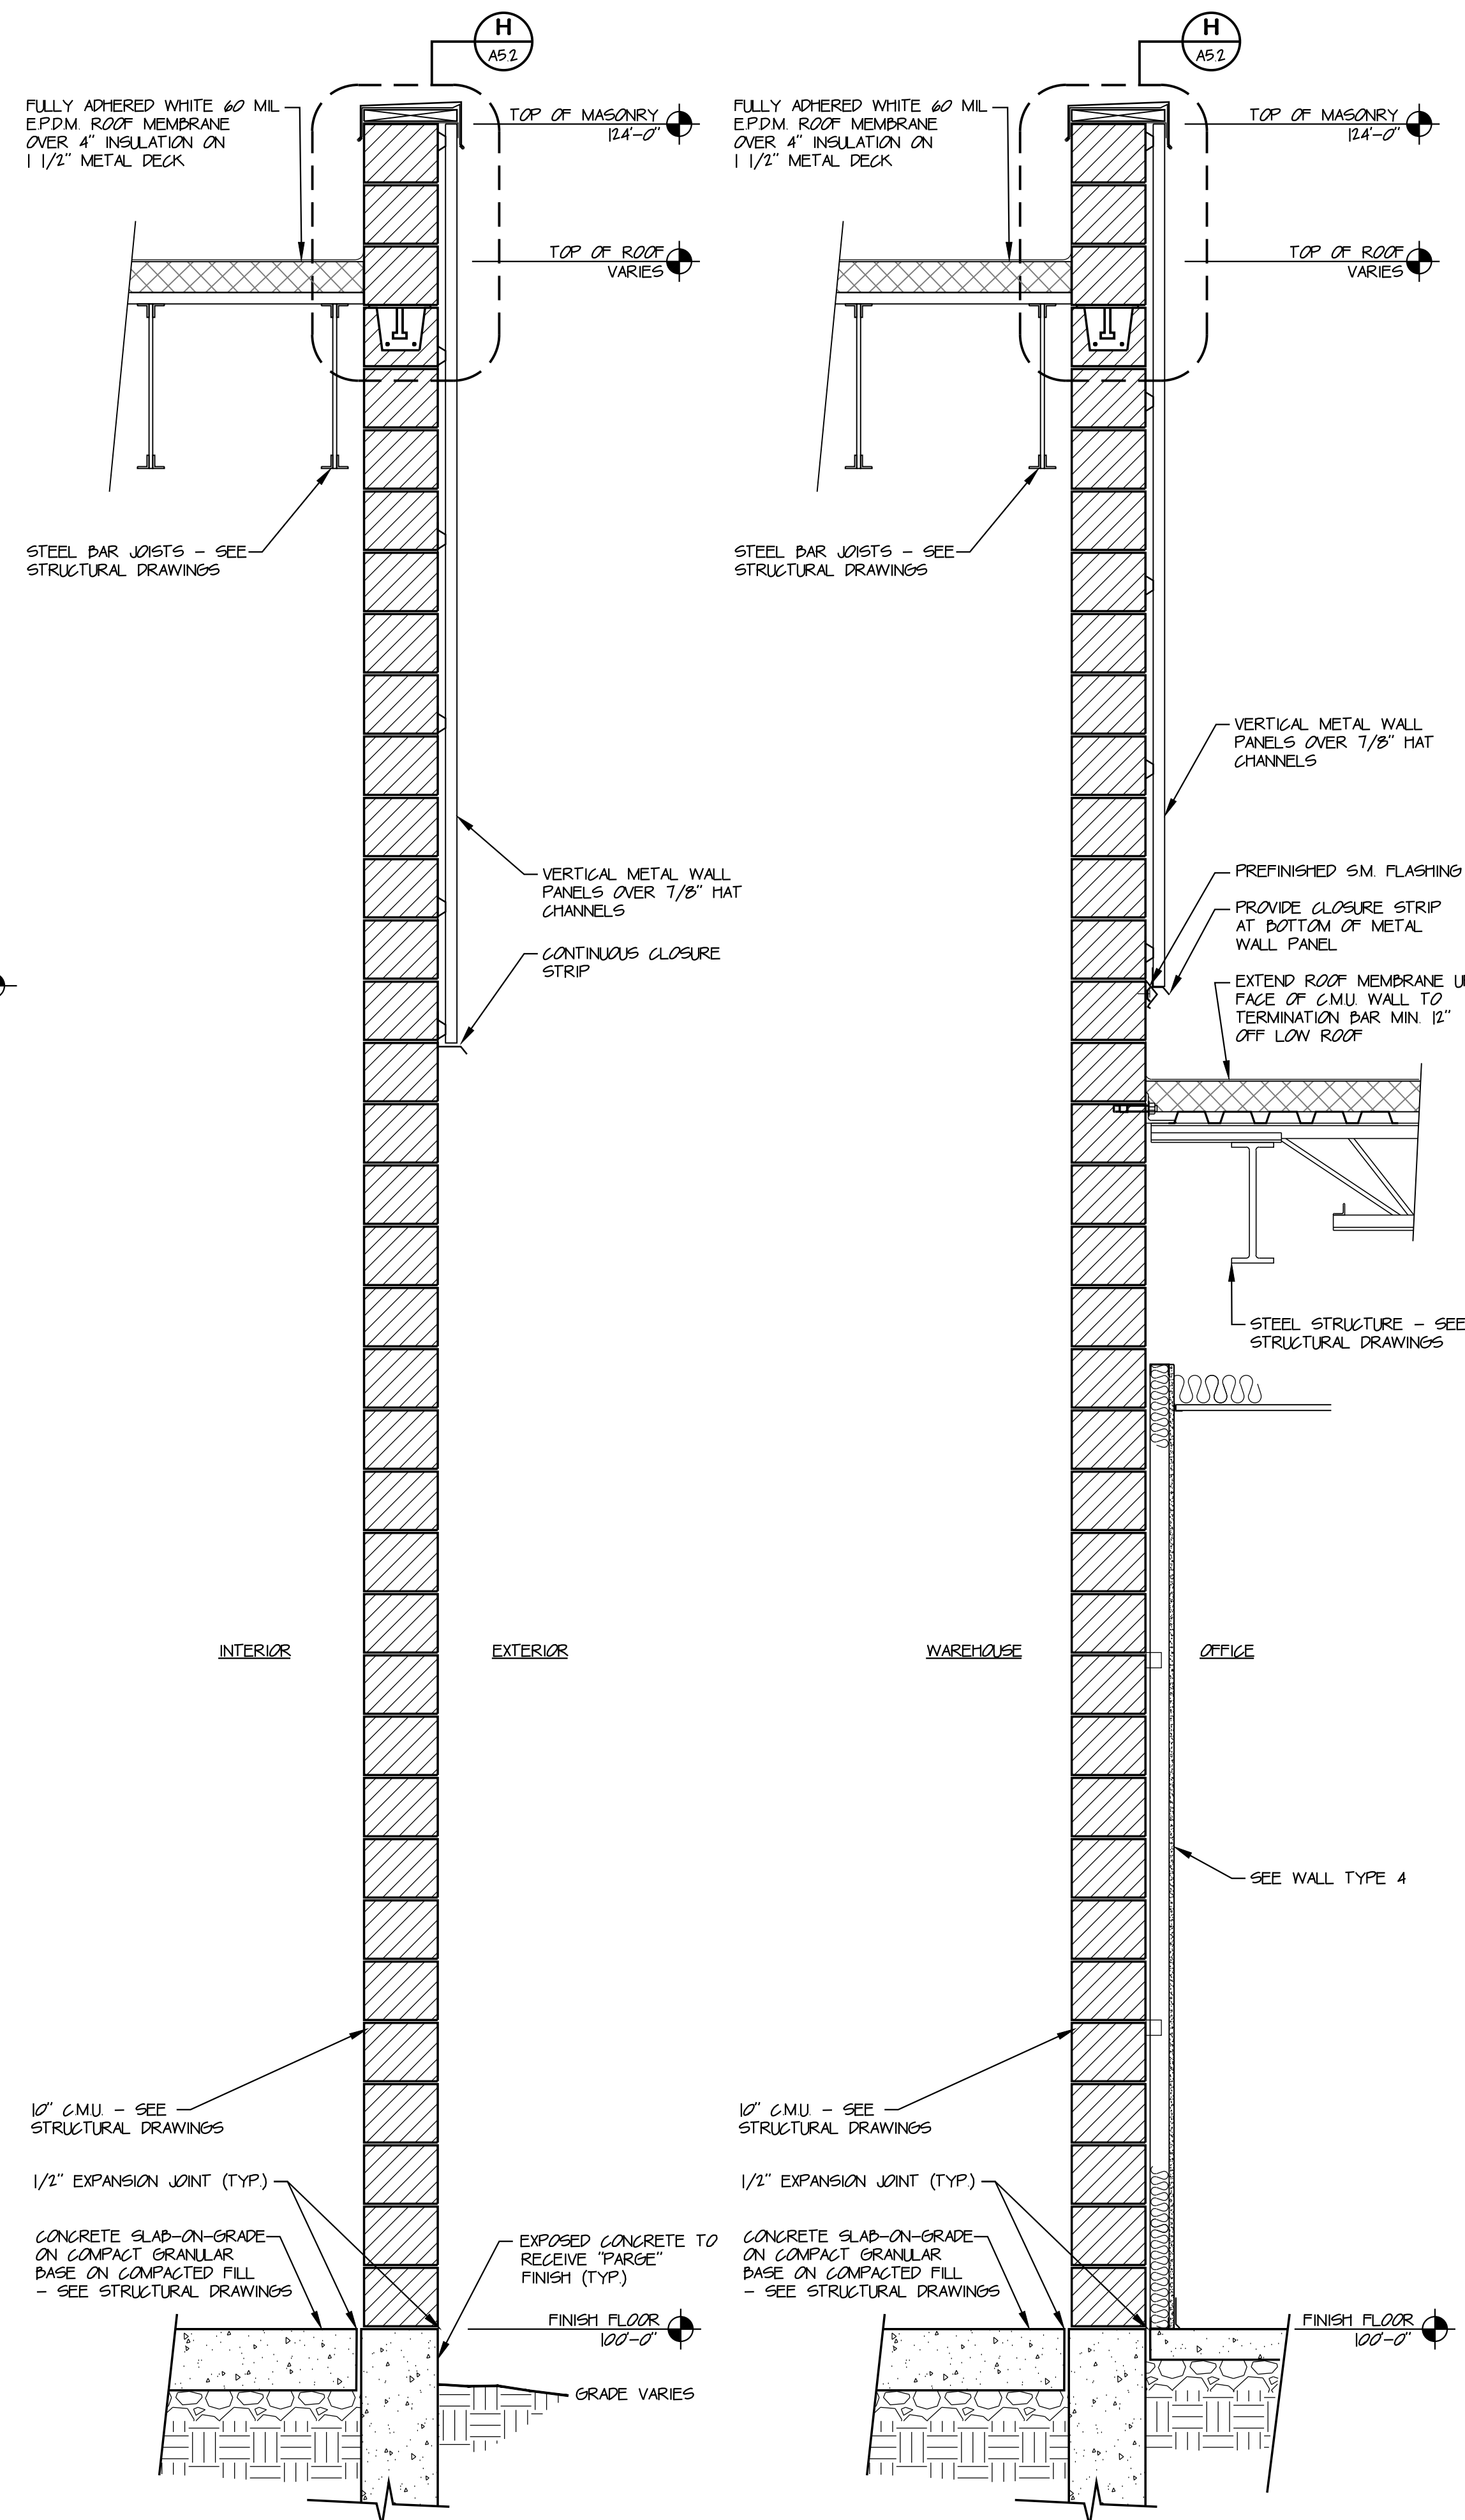 H
A5.2
FULLY ADHERED WHITE 60 MIL
E.P.D.M. ROOF MEMBRANE
OVER 4" INSULATION ON
1 1/2" METAL DECK
TOP OF MASONRY
124'-0"
TOP OF ROOF
VARIES
STEEL BAR JOISTS - SEE
STRUCTURAL DRAWINGS
VERTICAL METAL WALL
PANELS OVER 7/8" HAT
CHANNELS
CONTINUOUS CLOSURE
STRIP
INTERIOR
EXTERIOR
10" C.M.U. - SEE
STRUCTURAL DRAWINGS
1/2" EXPANSION JOINT (TYP.)
CONCRETE SLAB-ON-GRADE
ON COMPACT GRANULAR
BASE ON COMPACTED FILL
- SEE STRUCTURAL DRAWINGS
EXPOSED CONCRETE TO
RECEIVE "PARGE"
FINISH (TYP.)
FINISH FLOOR
100'-0"
GRADE VARIES
H
A5.2
FULLY ADHERED WHITE 60 MIL
E.P.D.M. ROOF MEMBRANE
OVER 4" INSULATION ON
1 1/2" METAL DECK
TOP OF MASONRY
124'-0"
TOP OF ROOF
VARIES
STEEL BAR JOISTS - SEE
STRUCTURAL DRAWINGS
VERTICAL METAL WALL
PANELS OVER 7/8" HAT
CHANNELS
PREFINISHED S.M. FLASHING
PROVIDE CLOSURE STRIP
AT BOTTOM OF METAL
WALL PANEL
EXTEND ROOF MEMBRANE
FACE OF C.M.U. WALL TO
TERMINATION BAR MIN. 12"
OFF LOW ROOF
STEEL STRUCTURE - SEE
STRUCTURAL DRAWINGS
WAREHOUSE
OFFICE
SEE WALL TYPE 4
10" C.M.U. - SEE
STRUCTURAL DRAWINGS
1/2" EXPANSION JOINT (TYP.)
CONCRETE SLAB-ON-GRADE
ON COMPACT GRANULAR
BASE ON COMPACTED FILL
- SEE STRUCTURAL DRAWINGS
FINISH FLOOR
100'-0"